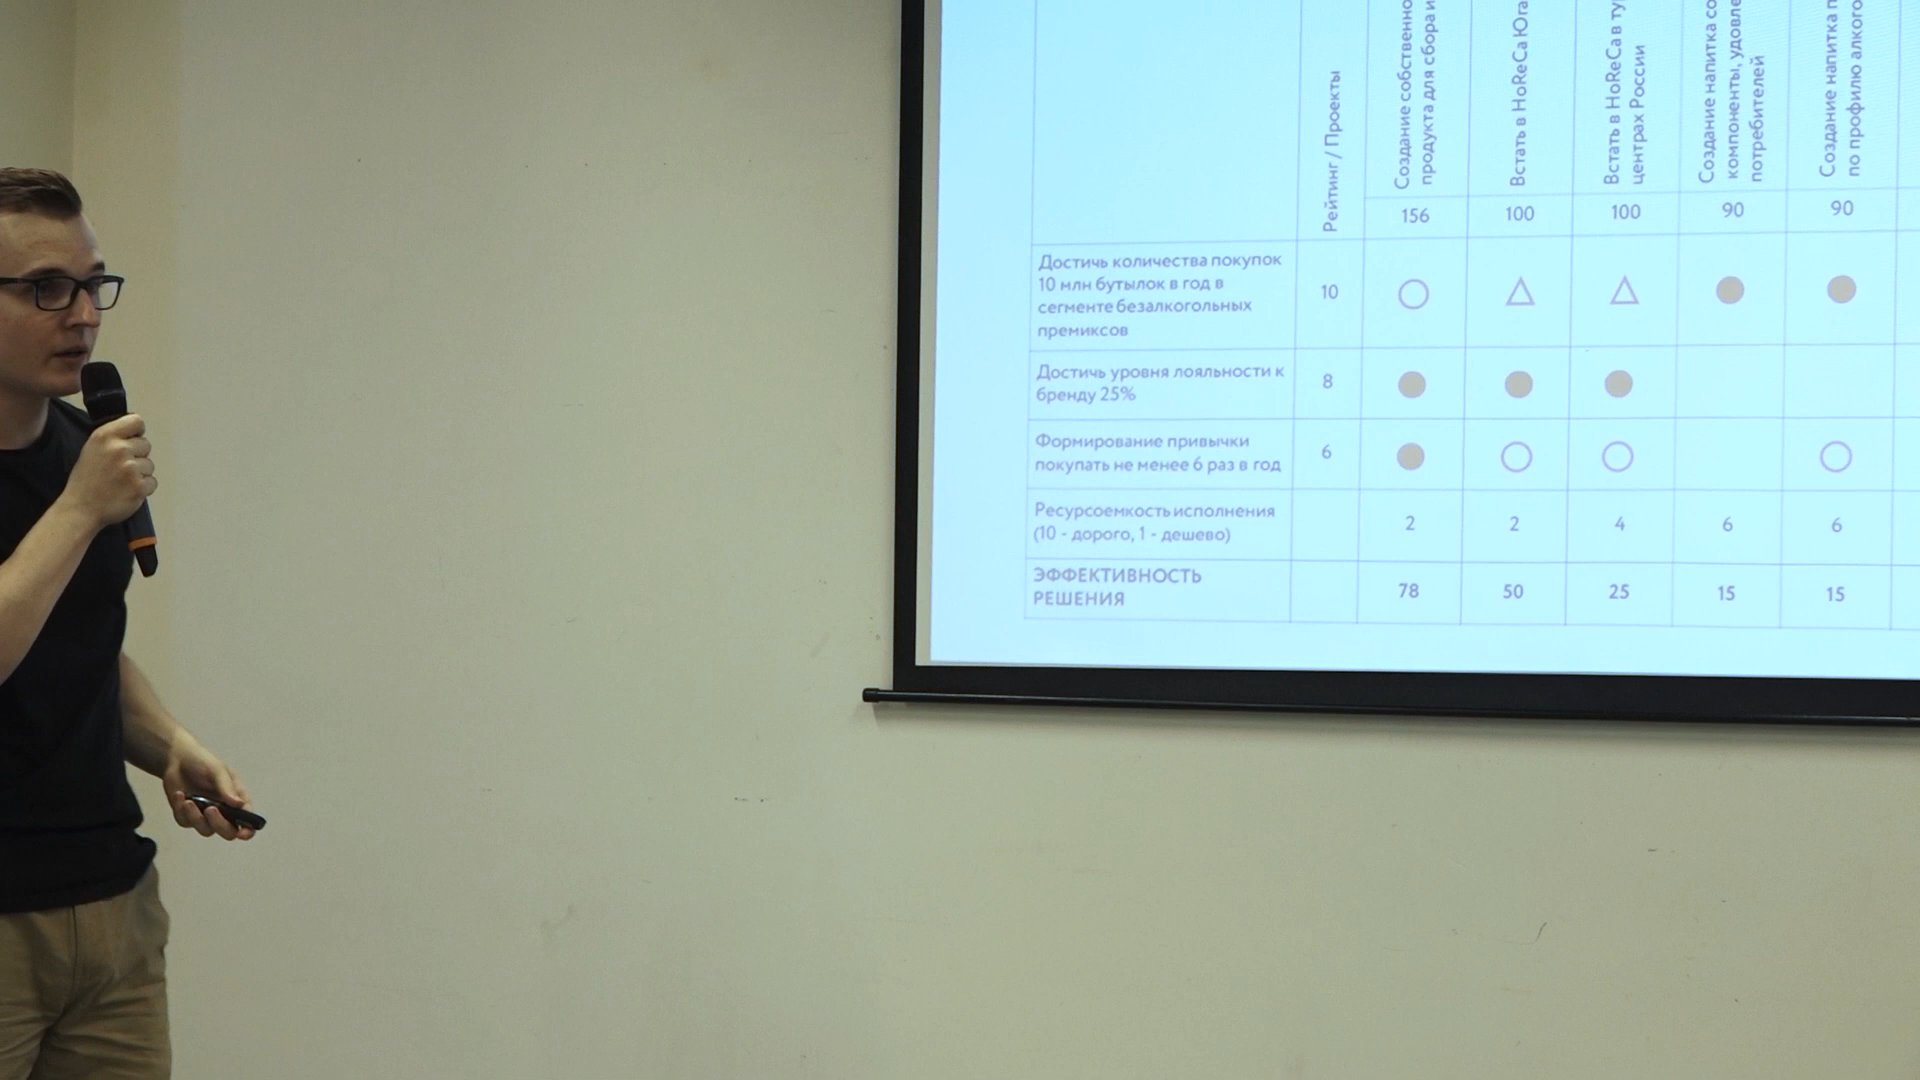 Рейтинг / Проекты
Создание собственно
продукта для сбора и
Встать в HoReCa Юга
Встать в HoReCa в ту
центрах России
Создание напитка со
компоненты, удовле
потребителей
Создание напитка п
по профилю алкого
156 100 100 90 90
Достичь количества покупок
10 млн бутылок в год в
сегменте безалкогольных
премиксов
10
Достичь уровня лояльности к
бренду 25%
8
Формирование привычки
покупать не менее 6 раз в год
6
Ресурсоемкость исполнения
(10 - дорого, 1 - дешево)
2 2 4 6 6
ЭФФЕКТИВНОСТЬ
РЕШЕНИЯ
78 50 25 15 15